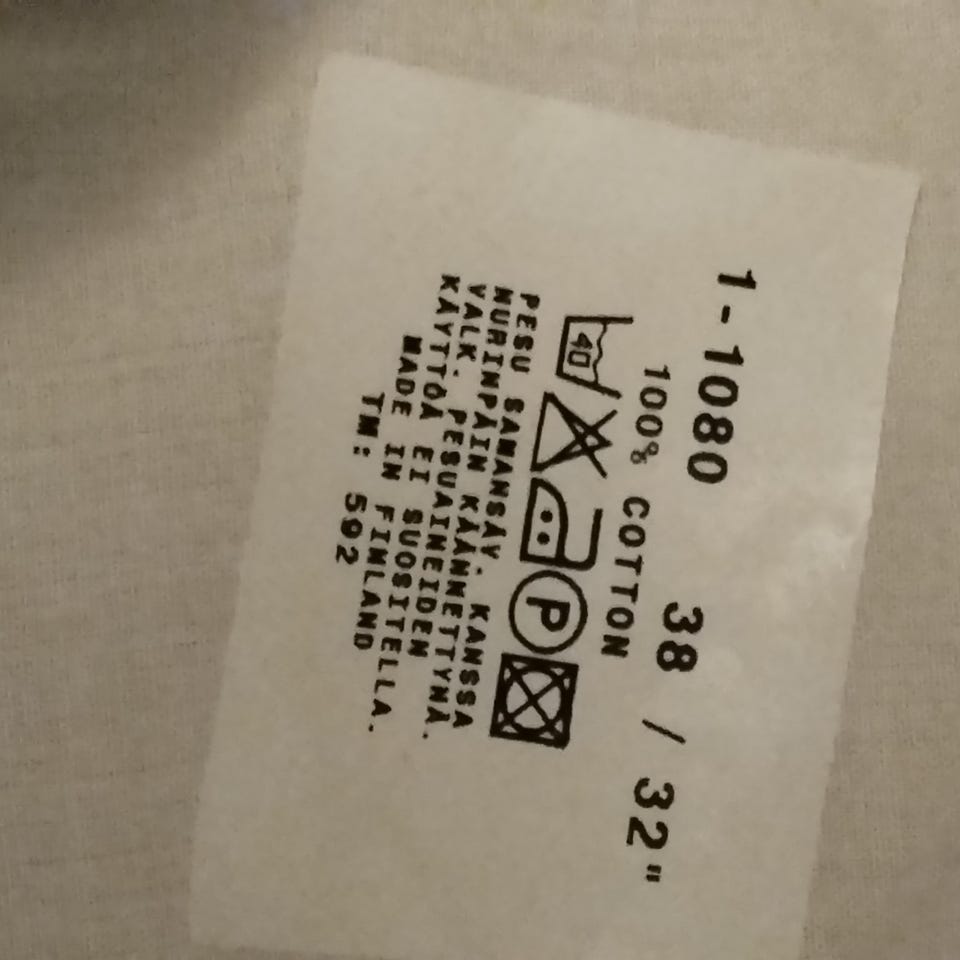 1-1080 38 / 32"
100% COTTON
40 P
PESU SAMANSÄV. KANSSA
NURINPÄIN KÄÄNNETTYNÄ.
VALK. PESUAINEIDEN
KÄYTTÖÄ EI SUOSITELLA.
MADE IN FINLAND
TM: 592